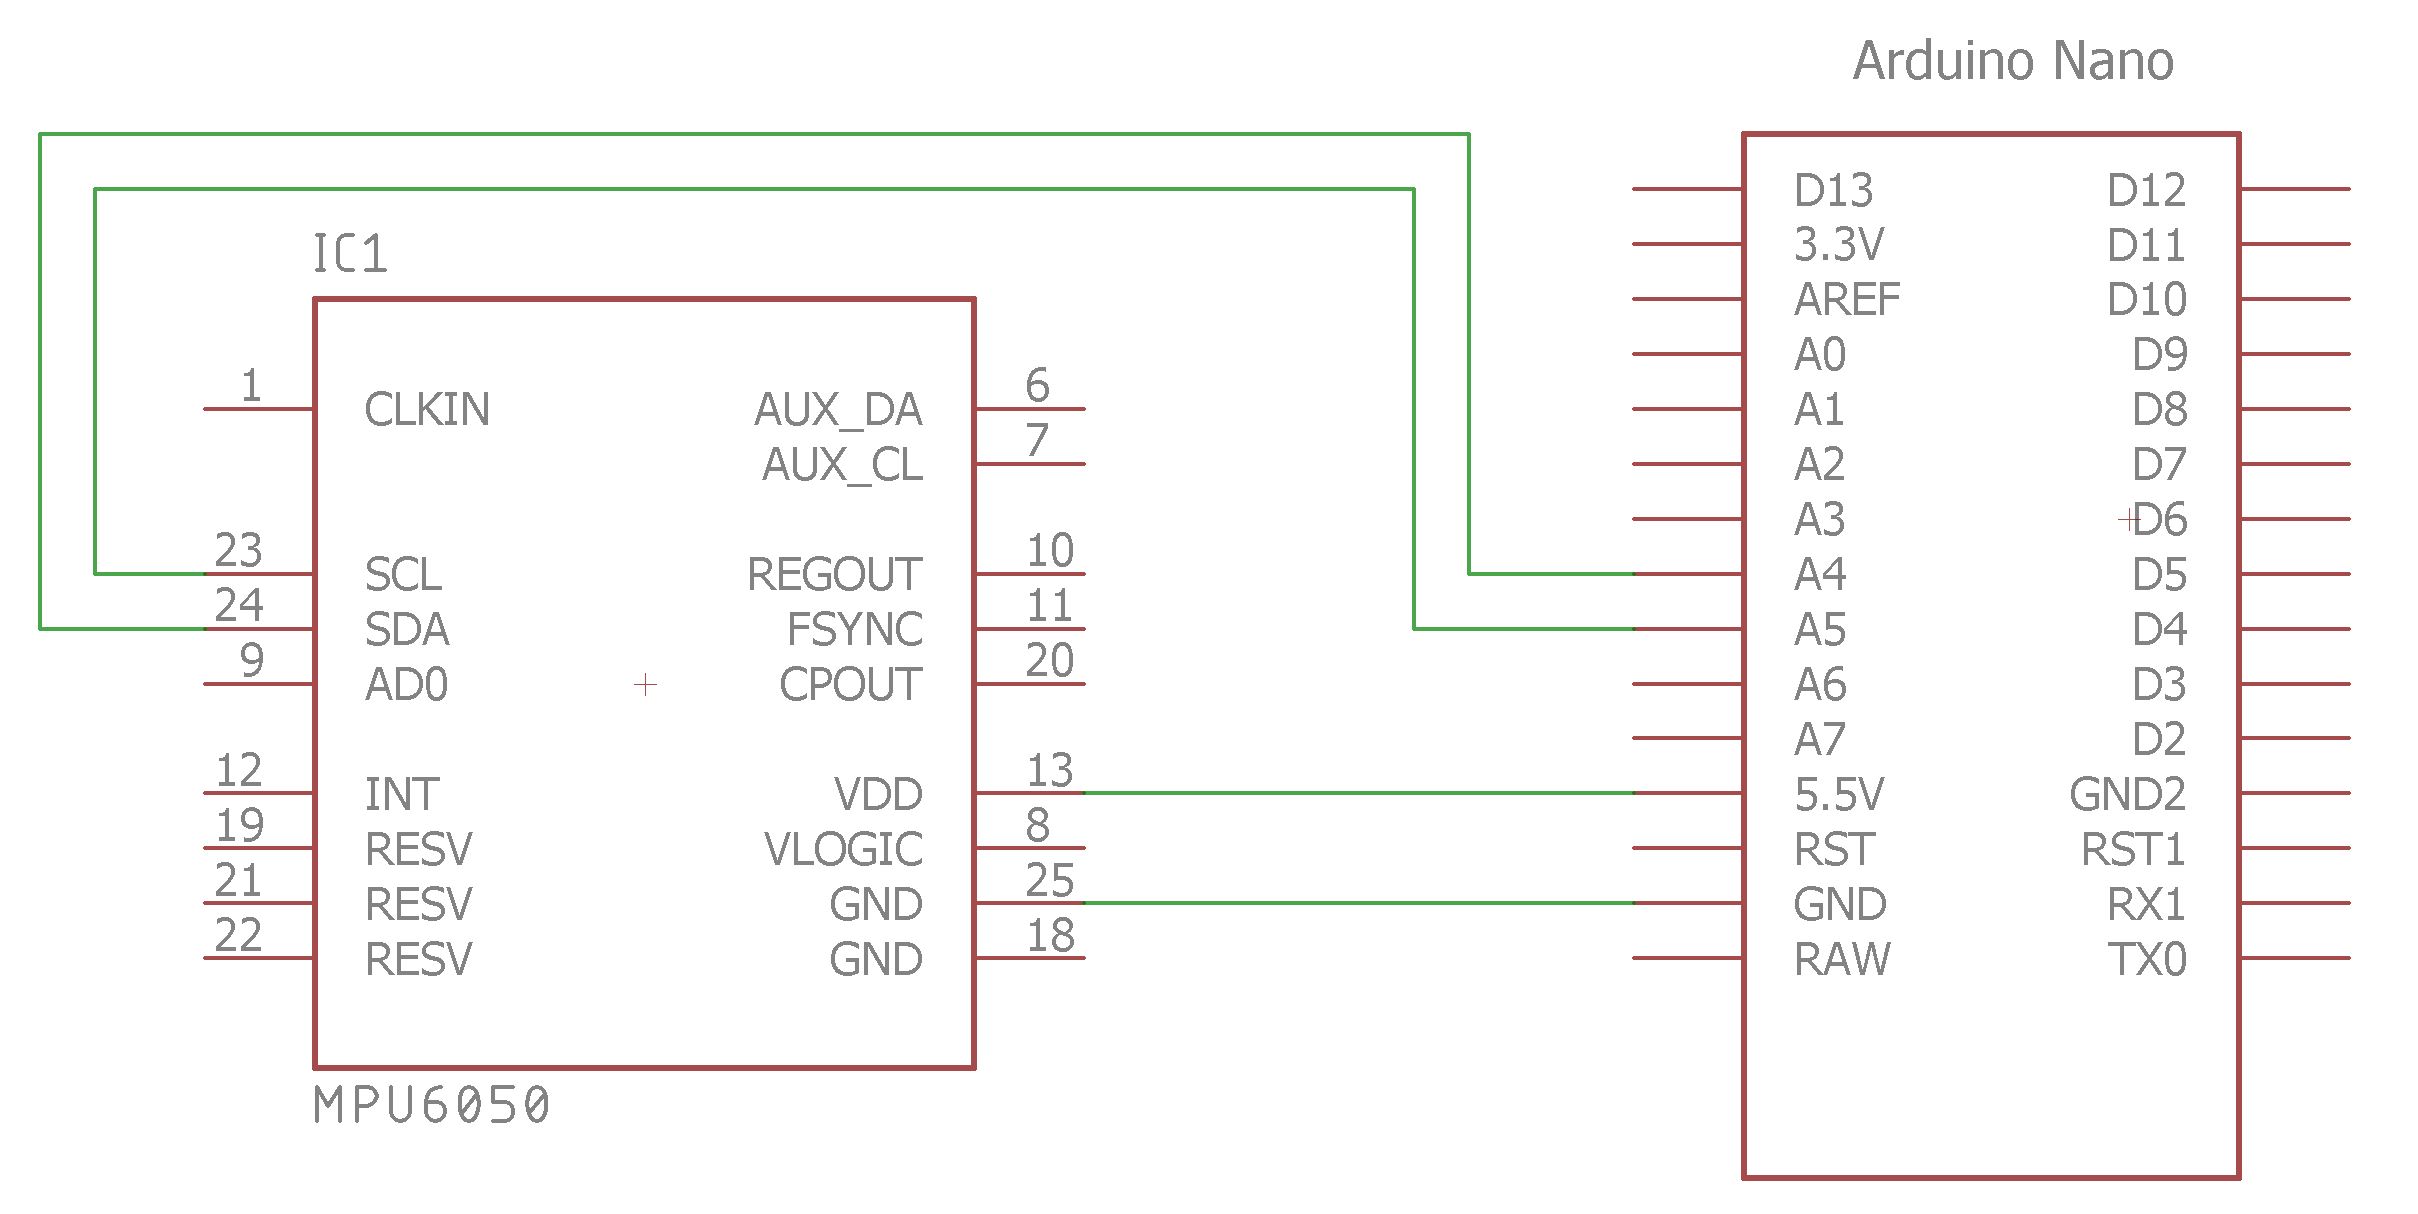 Arduino Nano
IC1
1 CLKIN AUX_DA 6
AUX_CL 7
23 SCL REGOUT 10
24 SDA FSYNC 11
9 AD0 CPOUT 20
12 INT VDD 13
19 RESV VLOGIC 8
21 RESV GND 25
22 RESV GND 18
MPU6050
D13 D12
3.3V D11
AREF D10
A0 D9
A1 D8
A2 D7
A3 D6
A4 D5
A5 D4
A6 D3
A7 D2
5.5V GND2
RST RST1
GND RX1
RAW TX0